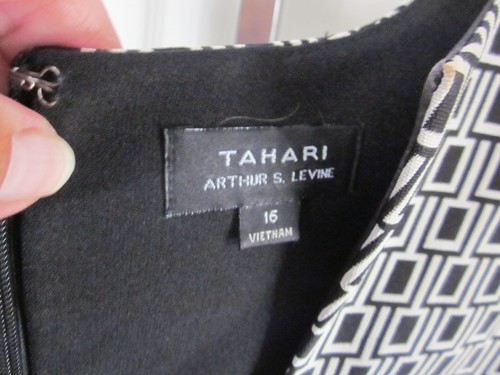 TAHARI
ARTHUR S. LEVINE
16
VIETNAM